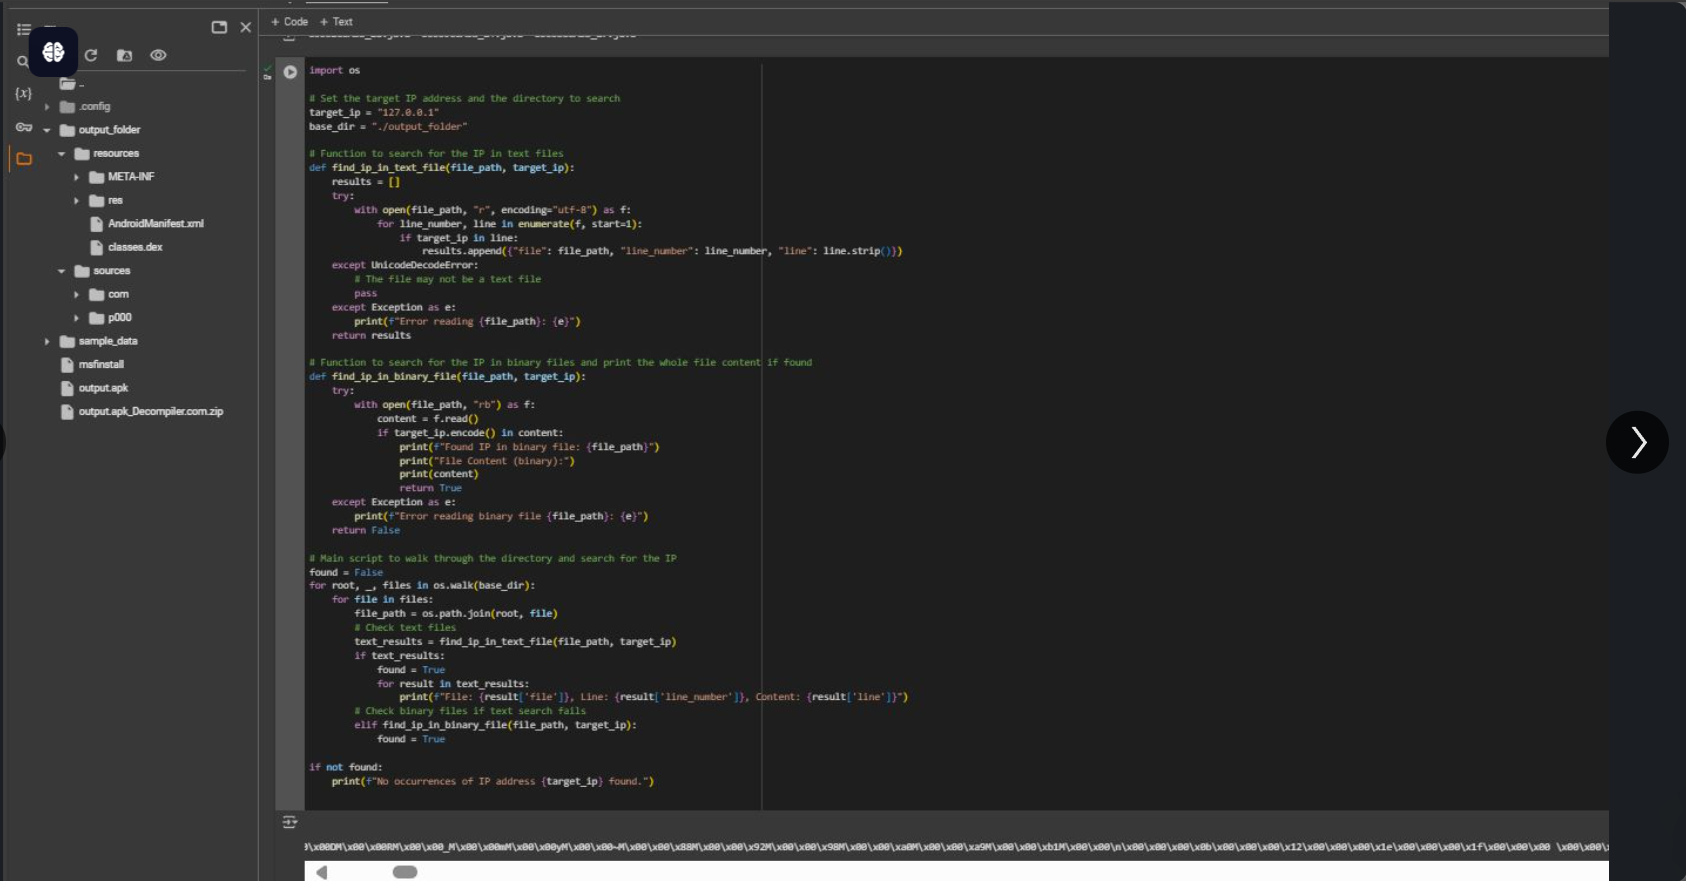 + Code + Text
{x}
..
.config
output_folder
resources
META-INF
res
AndroidManifest.xml
classes.dex
sources
com
p000
sample_data
msfinstall
output.apk
output.apk_Decompiler.com.zip
0s
import os
# Set the target IP address and the directory to search
target_ip = "127.0.0.1"
base_dir = "./output_folder"
# Function to search for the IP in text files
def find_ip_in_text_file(file_path, target_ip):
results = []
try:
with open(file_path, "r", encoding="utf-8") as f:
for line_number, line in enumerate(f, start=1):
if target_ip in line:
results.append({"file": file_path, "line_number": line_number, "line": line.strip()})
except UnicodeDecodeError:
# The file may not be a text file
pass
except Exception as e:
print(f"Error reading {file_path}: {e}")
return results
# Function to search for the IP in binary files and print the whole file content if found
def find_ip_in_binary_file(file_path, target_ip):
try:
with open(file_path, "rb") as f:
content = f.read()
if target_ip.encode() in content:
print(f"Found IP in binary file: {file_path}")
print("File Content (binary):")
print(content)
return True
except Exception as e:
print(f"Error reading binary file {file_path}: {e}")
return False
# Main script to walk through the directory and search for the IP
found = False
for root, _, files in os.walk(base_dir):
for file in files:
file_path = os.path.join(root, file)
# Check text files
text_results = find_ip_in_text_file(file_path, target_ip)
if text_results:
found = True
for result in text_results:
print(f"File: {result['file']}, Line: {result['line_number']}, Content: {result['line']}")
# Check binary files if text search fails
elif find_ip_in_binary_file(file_path, target_ip):
found = True
if not found:
print(f"No occurrences of IP address {target_ip} found.")
\x00DM\x00\x00RM\x00\x00_M\x00\x00mM\x00\x00yM\x00\x00~M\x00\x00\x88M\x00\x00\x92M\x00\x00\x98M\x00\x00\xa0M\x00\x00\xa9M\x00\x00\xb1M\x00\x00\n\x00\x00\x00\x0b\x00\x00\x00\x12\x00\x00\x00\x1e\x00\x00\x00\x1f\x00\x00\x00 \x00\x00\